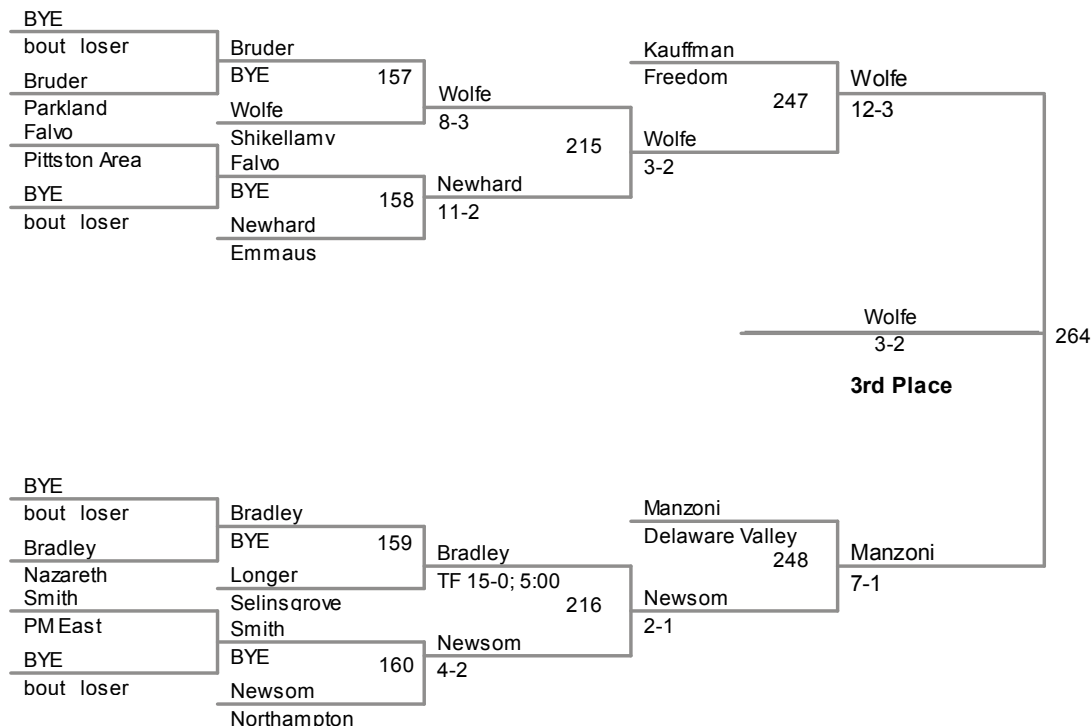 BYE
bout loser
Bruder
Parkland
Falvo
Pittston Area
BYE
bout loser
Bruder
BYE
157
Wolfe
Shikellamy
Falvo
BYE
158
Newhard
Emmaus
Wolfe
8-3
215
Newhard
11-2
Kauffman
Freedom
247
Wolfe
3-2
Wolfe
12-3
Wolfe
3-2
264
3rd Place
BYE
bout loser
Bradley
Nazareth
Smith
PM East
BYE
bout loser
Bradley
BYE
159
Longer
Selinsgrove
Smith
BYE
160
Newsom
Northampton
Bradley
TF 15-0; 5:00
216
Newsom
4-2
Manzoni
Delaware Valley
248
Newsom
2-1
Manzoni
7-1